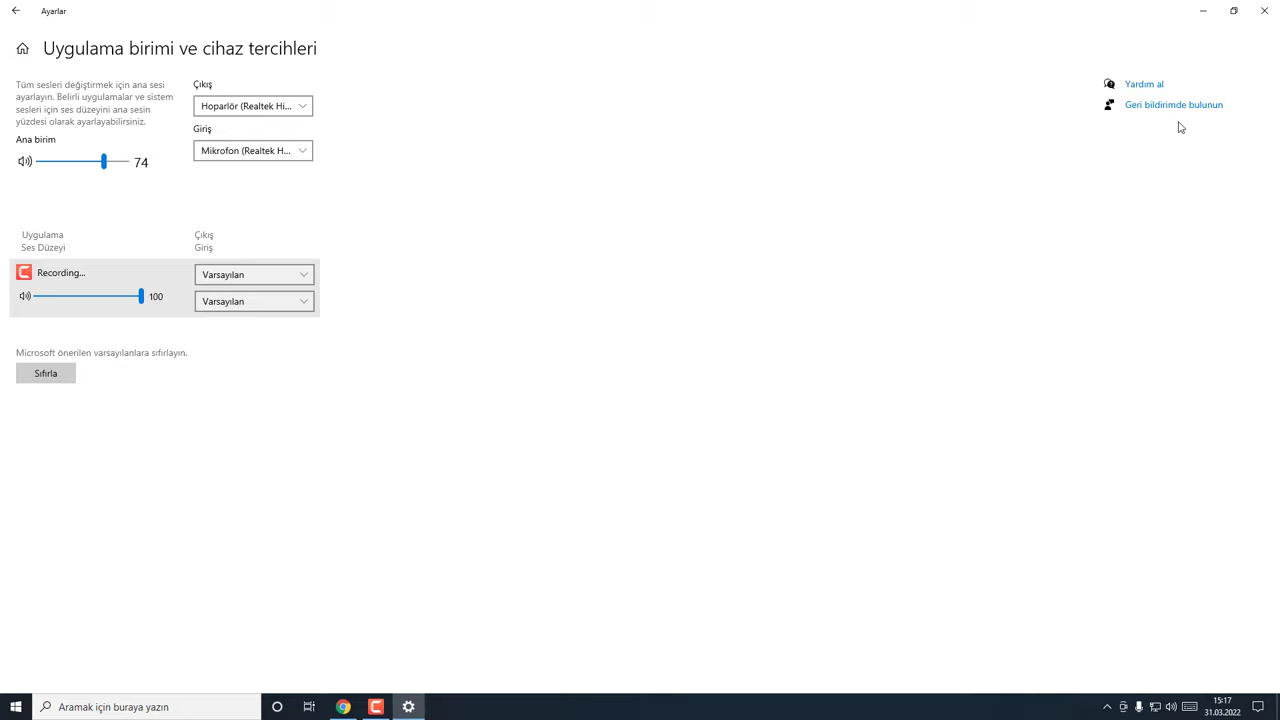 Ayarlar
Uygulama birimi ve cihaz tercihleri
Tüm sesleri değiştirmek için ana sesi
ayarlayın. Belirli uygulamalar ve sistem
sesleri için ses düzeyini ana sesin
yüzdesi olarak ayarlayabilirsiniz.
Ana birim
74
Çıkış
Hoparlör (Realtek Hi...
Giriş
Mikrofon (Realtek H...
Yardım al
Geri bildirimde bulunun
Uygulama
Ses Düzeyi
Çıkış
Giriş
Recording...
100
Varsayılan
Varsayılan
Microsoft önerilen varsayılanlara sıfırlayın.
Sıfırla
Aramak için buraya yazın
15:17
31.03.2022